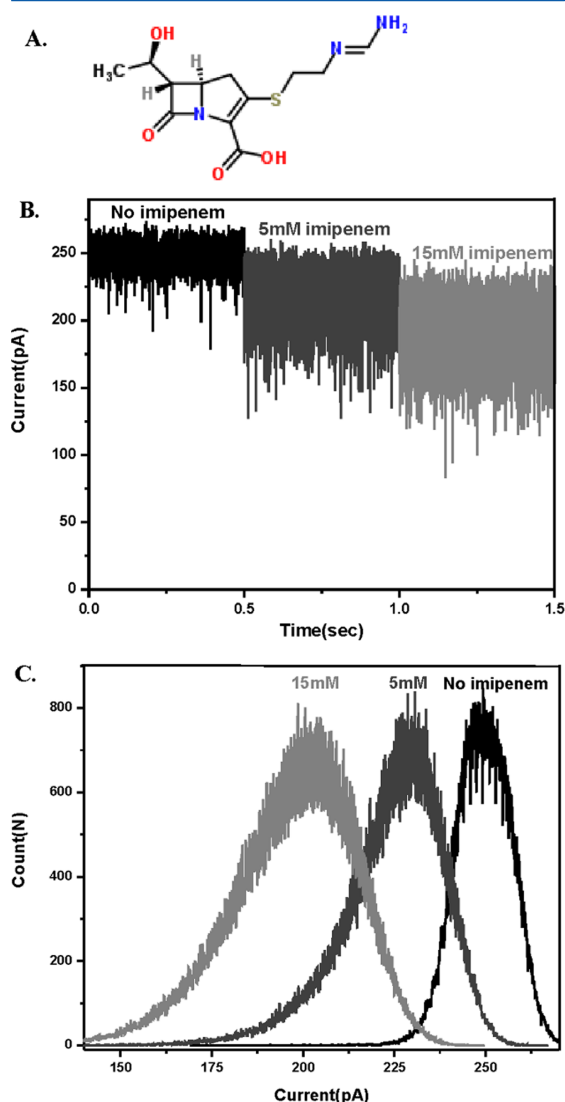 A.
OH
NH2
H
N
H3C
H
S
N
O
OH
O
B.
No imipenem
5mM imipenem
15mM imipenem
250
200
150
100
50
0
Current(pA)
0.0 0.5 1.0 1.5
Time(sec)
C.
15mM 5mM No imipenem
800
600
400
200
0
Count(N)
150 175 200 225 250
Current(pA)